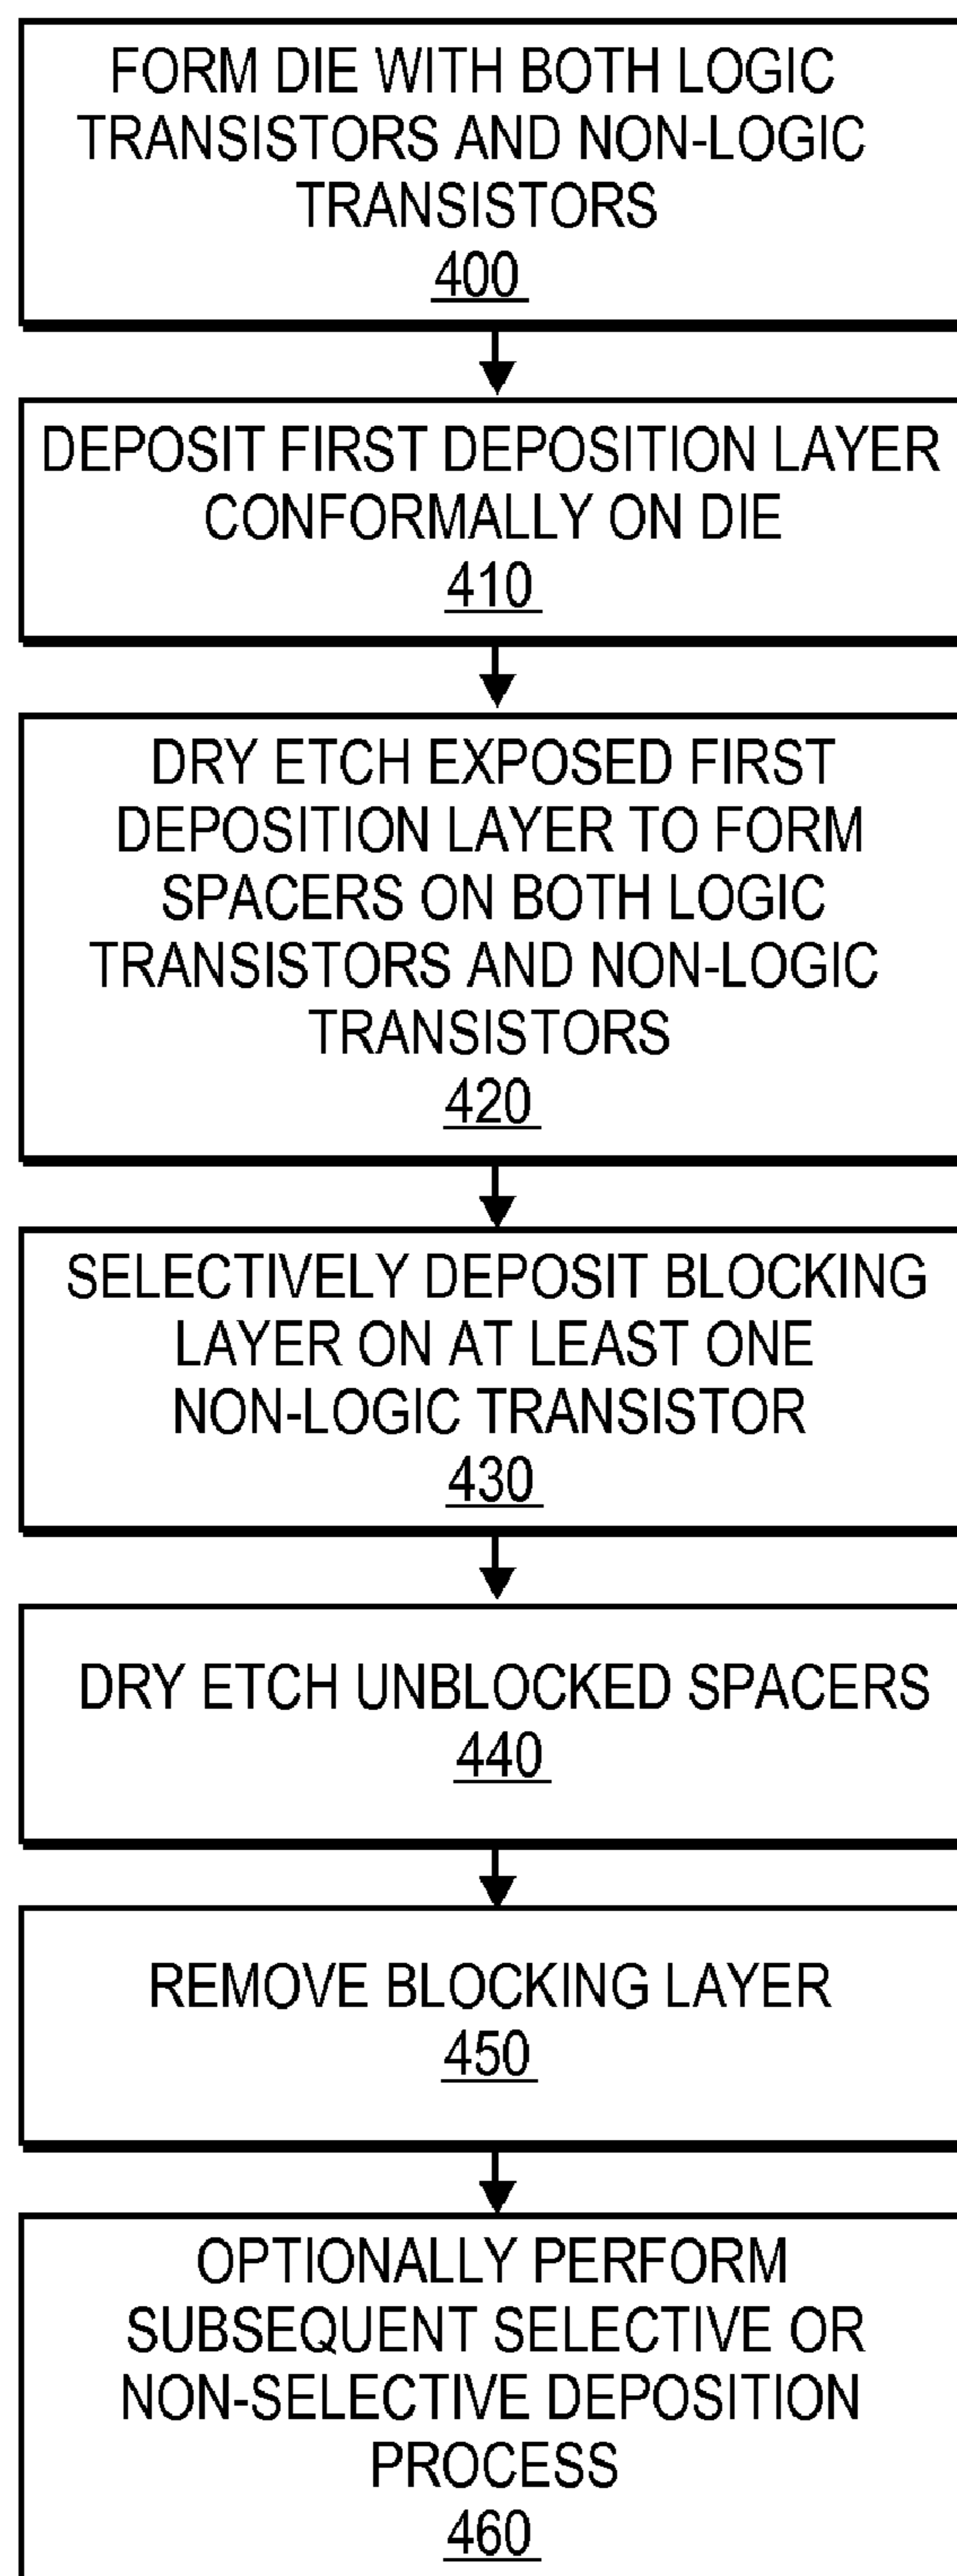 FORM DIE WITH BOTH LOGIC
TRANSISTORS AND NON-LOGIC
TRANSISTORS
400
DEPOSIT FIRST DEPOSITION LAYER
CONFORMALLY ON DIE
410
DRY ETCH EXPOSED FIRST
DEPOSITION LAYER TO FORM
SPACERS ON BOTH LOGIC
TRANSISTORS AND NON-LOGIC
TRANSISTORS
420
SELECTIVELY DEPOSIT BLOCKING
LAYER ON AT LEAST ONE
NON-LOGIC TRANSISTOR
430
DRY ETCH UNBLOCKED SPACERS
440
REMOVE BLOCKING LAYER
450
OPTIONALLY PERFORM
SUBSEQUENT SELECTIVE OR
NON-SELECTIVE DEPOSITION
PROCESS
460